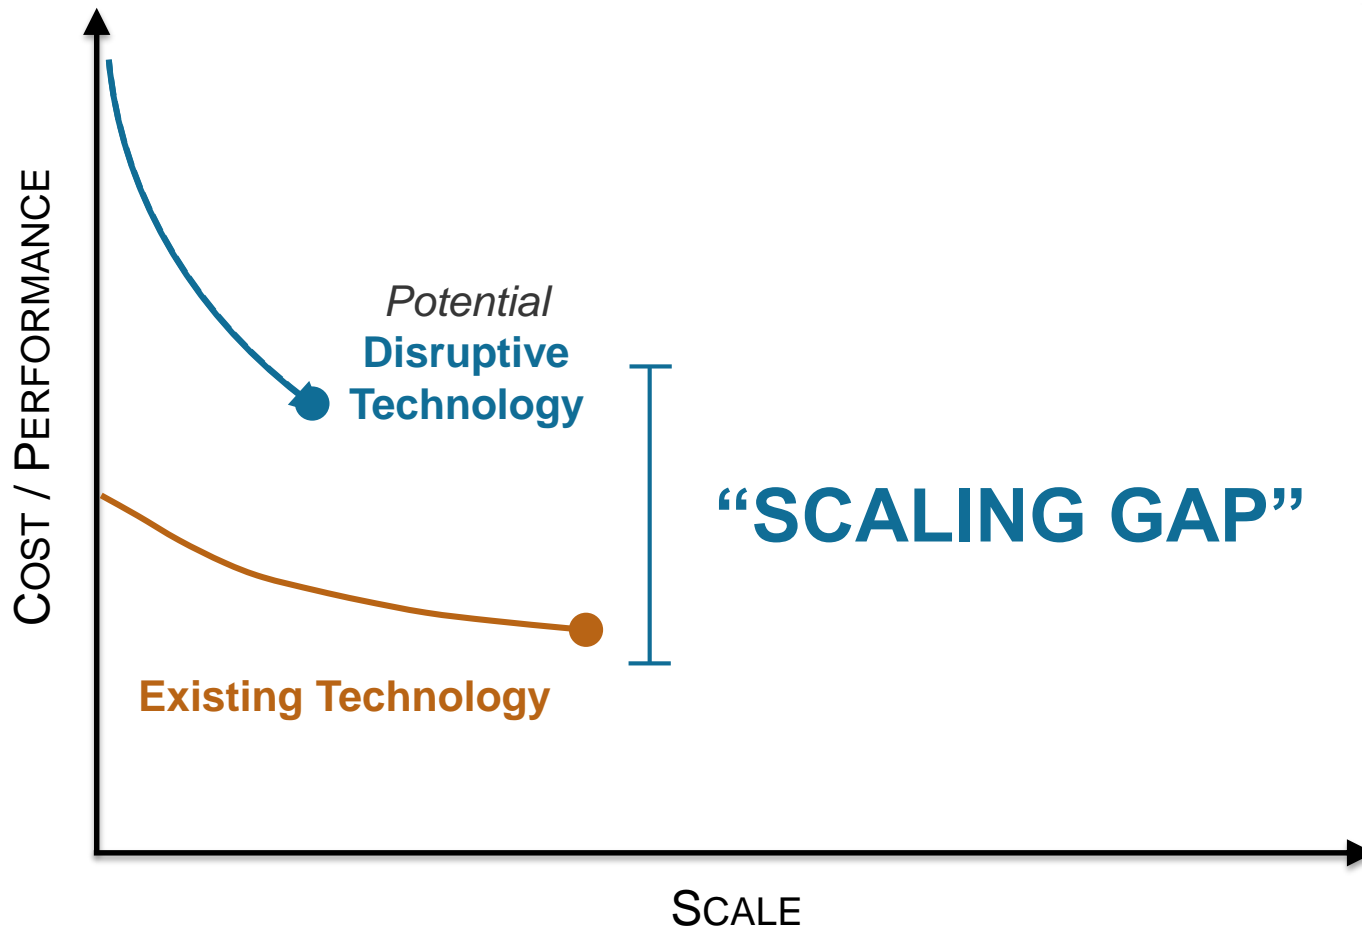 COST / PERFORMANCE
Potential
Disruptive
Technology
“SCALING GAP”
Existing Technology
SCALE